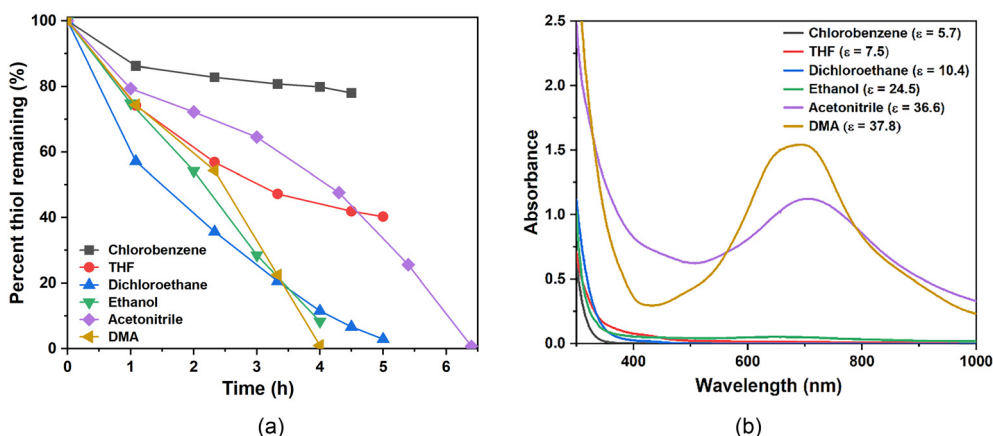 100
80
60
40
20
0
Percent thiol remaining (%)
Chlorobenzene
THF
Dichloroethane
Ethanol
Acetonitrile
DMA
0 1 2 3 4 5 6
Time (h)
(a)
2.5
2.0
1.5
1.0
0.5
0.0
Absorbance
Chlorobenzene (ε = 5.7)
THF (ε = 7.5)
Dichloroethane (ε = 10.4)
Ethanol (ε = 24.5)
Acetonitrile (ε = 36.6)
DMA (ε = 37.8)
400 600 800 1000
Wavelength (nm)
(b)